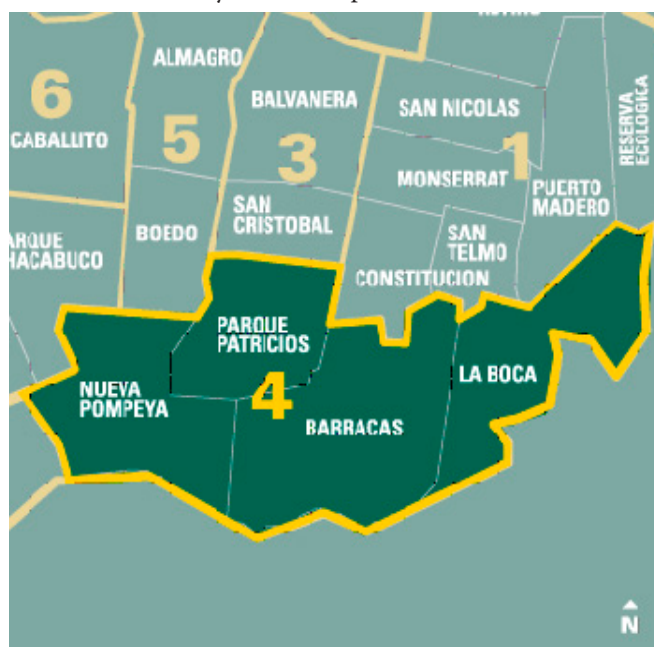 ALMAGRO
6
BALVANERA
SAN NICOLAS
CABALLITO
5
3
1
RESERVA
ECOLOGICA
MONSERRAT
PUERTO
MADERO
SAN
CRISTOBAL
BOEDO
SAN
TELMO
ARQUE
HACABUCO
CONSTITUCION
PARQUE
PATRICIOS
LA BOCA
NUEVA
POMPEYA
4
BARRACAS
N